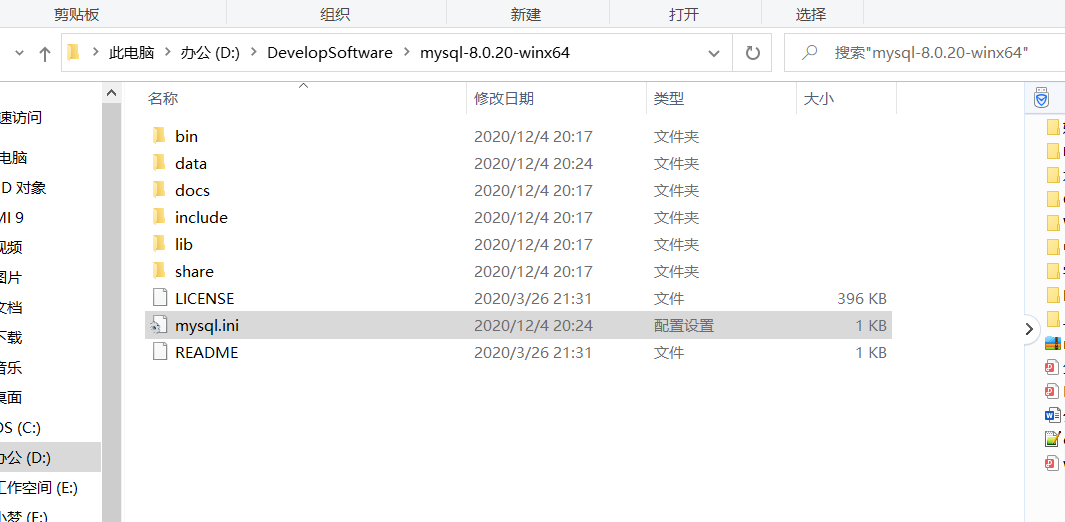 剪贴板 组织 新建 打开 选择
此电脑 办公 (D:) DevelopSoftware mysql-8.0.20-winx64 搜索"mysql-8.0.20-winx64"
名称 修改日期 类型 大小
速访问
电脑
D 对象
MI 9
视频
图片
文档
下载
音乐
桌面
OS (C:)
办公 (D:)
工作空间 (E:)
小梦 (F:)
bin 2020/12/4 20:17 文件夹
data 2020/12/4 20:24 文件夹
docs 2020/12/4 20:17 文件夹
include 2020/12/4 20:17 文件夹
lib 2020/12/4 20:17 文件夹
share 2020/12/4 20:17 文件夹
LICENSE 2020/3/26 21:31 文件 396 KB
mysql.ini 2020/12/4 20:24 配置设置 1 KB
README 2020/3/26 21:31 文件 1 KB